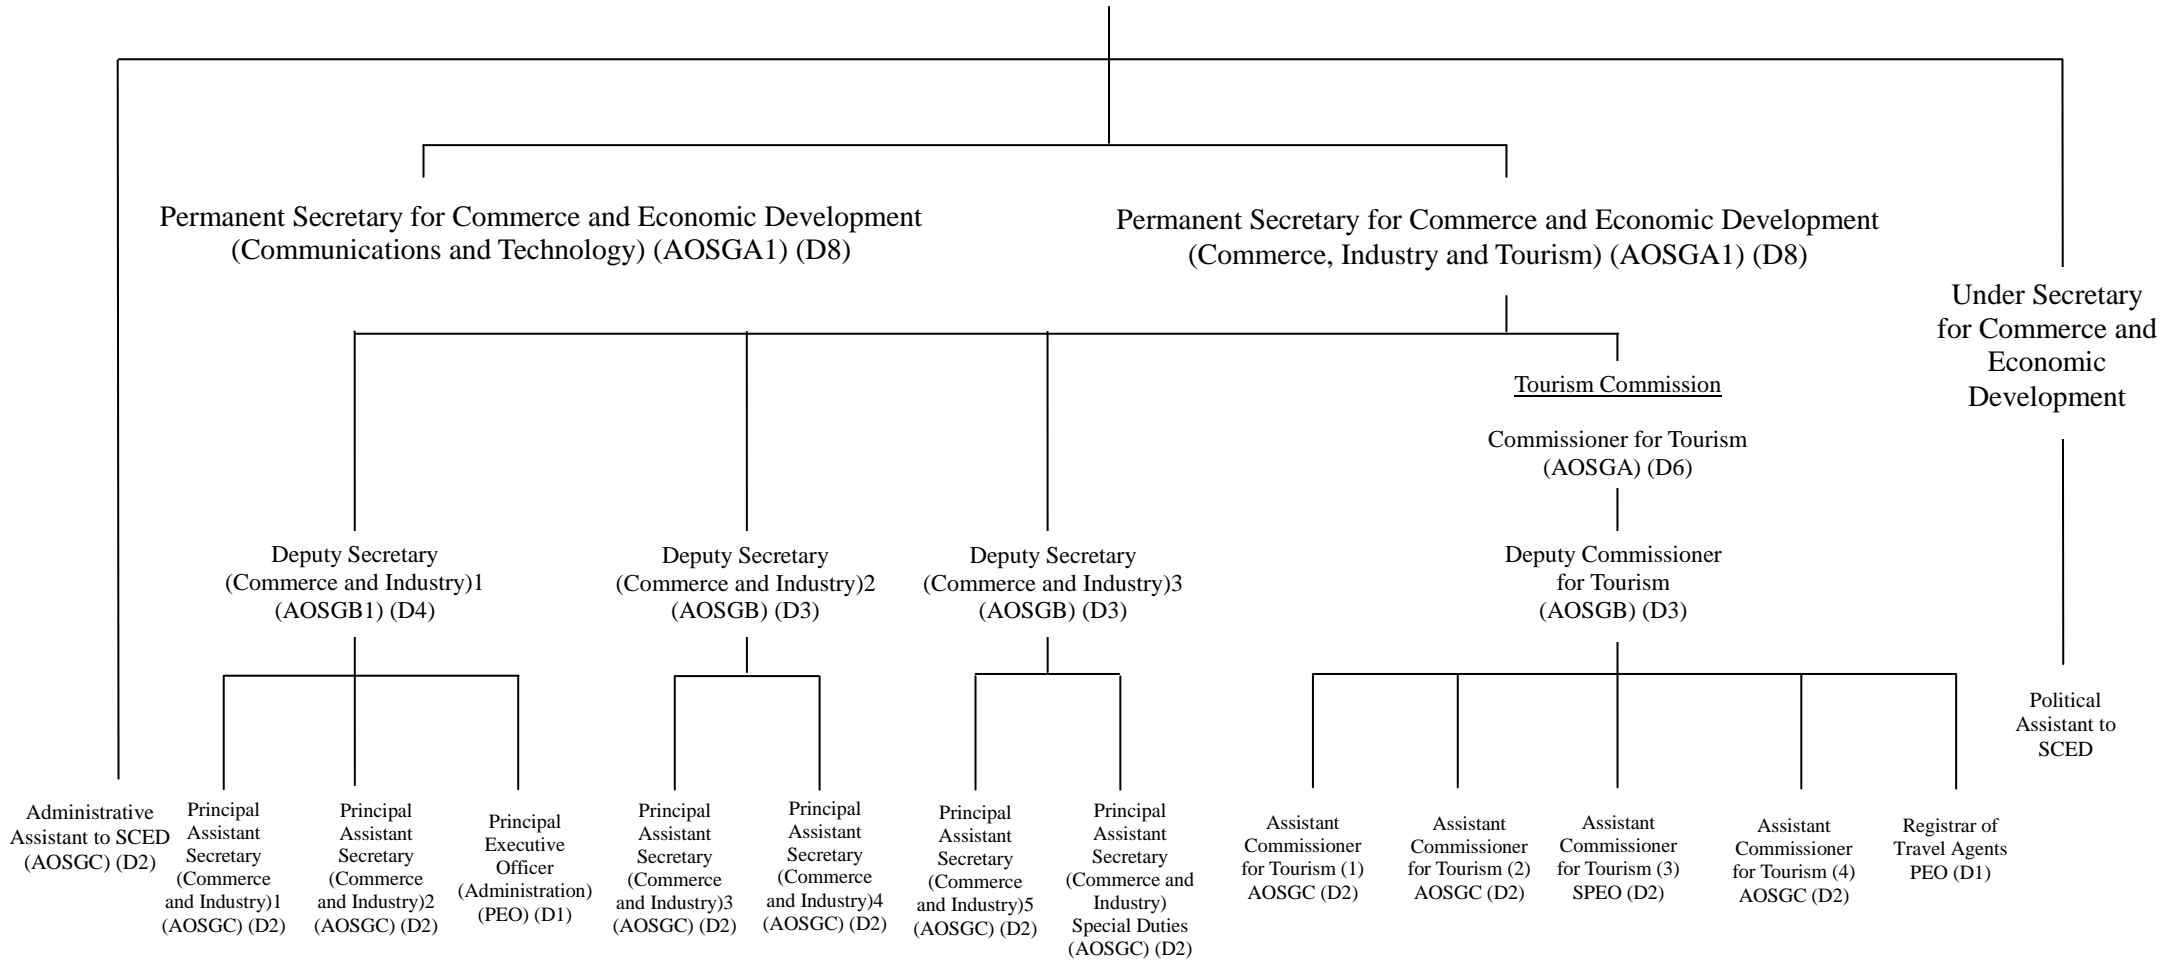 Permanent Secretary for Commerce and Economic Development
(Communications and Technology) (AOSGA1) (D8)
Permanent Secretary for Commerce and Economic Development
(Commerce, Industry and Tourism) (AOSGA1) (D8)
Under Secretary
for Commerce and
Economic
Development
Tourism Commission
Commissioner for Tourism
(AOSGA) (D6)
Deputy Secretary
(Commerce and Industry)1
(AOSGB1) (D4)
Deputy Secretary
(Commerce and Industry)2
(AOSGB) (D3)
Deputy Secretary
(Commerce and Industry)3
(AOSGB) (D3)
Deputy Commissioner
for Tourism
(AOSGB) (D3)
Political
Assistant to
SCED
Administrative
Assistant to SCED
(AOSGC) (D2)
Principal
Assistant
Secretary
(Commerce
and Industry)1
(AOSGC) (D2)
Principal
Assistant
Secretary
(Commerce
and Industry)2
(AOSGC) (D2)
Principal
Executive
Officer
(Administration)
(PEO) (D1)
Principal
Assistant
Secretary
(Commerce
and Industry)3
(AOSGC) (D2)
Principal
Assistant
Secretary
(Commerce
and Industry)4
(AOSGC) (D2)
Principal
Assistant
Secretary
(Commerce
and Industry)5
(AOSGC) (D2)
Principal
Assistant
Secretary
(Commerce and
Industry)
Special Duties
(AOSGC) (D2)
Assistant
Commissioner
for Tourism (1)
AOSGC (D2)
Assistant
Commissioner
for Tourism (2)
AOSGC (D2)
Assistant
Commissioner
for Tourism (3)
SPEO (D2)
Assistant
Commissioner
for Tourism (4)
AOSGC (D2)
Registrar of
Travel Agents
PEO (D1)